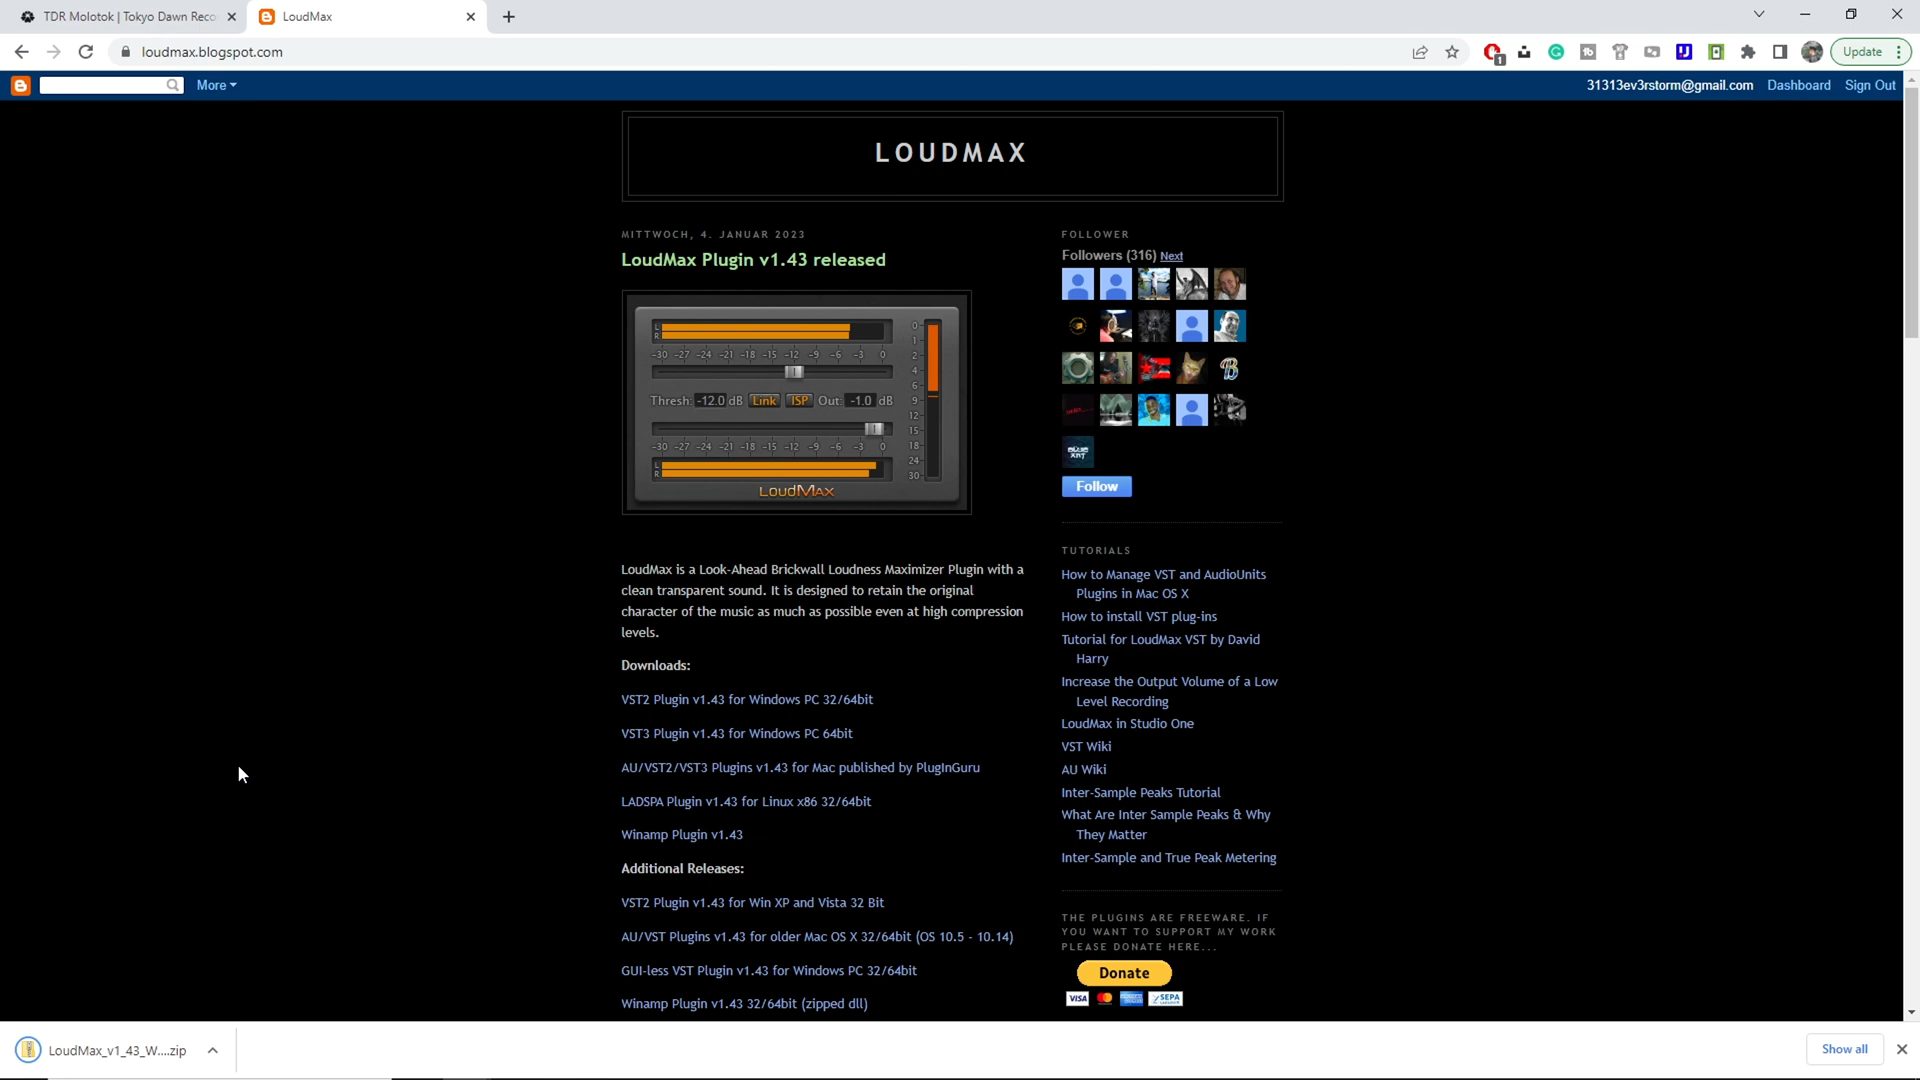 TDR Molotok | Tokyo Dawn Reco
LoudMax
loudmax.blogspot.com
Update
More
31313ev3rstorm@gmail.com Dashboard Sign Out
LOUDMAX
MITTWOCH, 4. JANUAR 2023
LoudMax Plugin v1.43 released
L
R
-30 -27 -24 -21 -18 -15 -12 -9 -6 -3 0
Thresh -12.0 dB Link ISP Out -1.0 dB
-30 -27 -24 -21 -18 -15 -12 -9 -6 -3 0
L
R
LoudMax
0
1
2
4
6
9
12
15
18
24
30
LoudMax is a Look-Ahead Brickwall Loudness Maximizer Plugin with a
clean transparent sound. It is designed to retain the original
character of the music as much as possible even at high compression
levels.
Downloads:
VST2 Plugin v1.43 for Windows PC 32/64bit
VST3 Plugin v1.43 for Windows PC 64bit
AU/VST2/VST3 Plugins v1.43 for Mac published by PlugInGuru
LADSPA Plugin v1.43 for Linux x86 32/64bit
Winamp Plugin v1.43
Additional Releases:
VST2 Plugin v1.43 for Win XP and Vista 32 Bit
AU/VST Plugins v1.43 for older Mac OS X 32/64bit (OS 10.5 - 10.14)
GUI-less VST Plugin v1.43 for Windows PC 32/64bit
Winamp Plugin v1.43 32/64bit (zipped dll)
FOLLOWER
Followers (316) Next
Follow
TUTORIALS
How to Manage VST and AudioUnits
Plugins in Mac OS X
How to install VST plug-ins
Tutorial for LoudMax VST by David
Harry
Increase the Output Volume of a Low
Level Recording
LoudMax in Studio One
VST Wiki
AU Wiki
Inter-Sample Peaks Tutorial
What Are Inter Sample Peaks & Why
They Matter
Inter-Sample and True Peak Metering
THE PLUGINS ARE FREEWARE. IF
YOU WANT TO SUPPORT MY WORK
PLEASE DONATE HERE...
Donate
VISA
SEPA
LoudMax_v1_43_W....zip
Show all